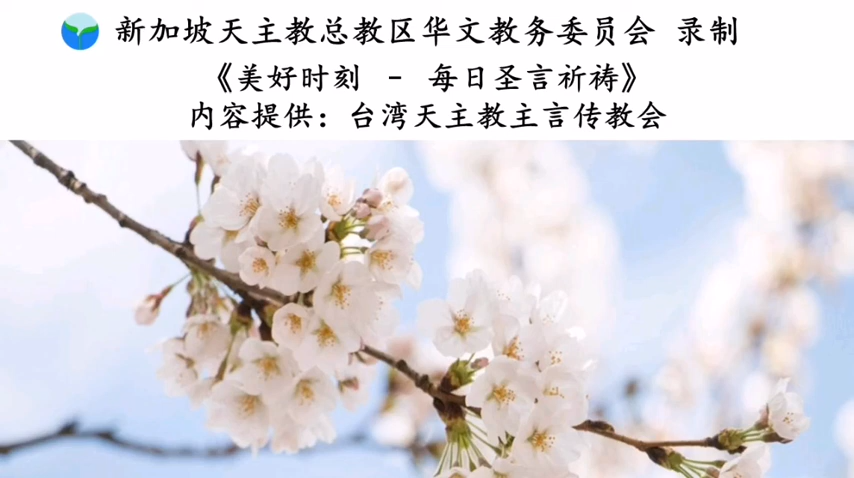 新加坡天主教总教区华文教务委员会 录制
《美好时刻 - 每日圣言祈祷》
内容提供：台湾天主教主言传教会